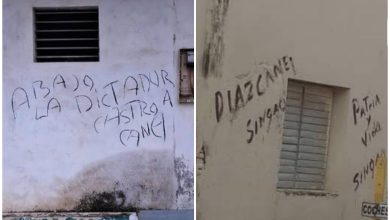 ABAJO
LA DICTADUR
CASTRO A
CANEL
DIAZCANEL
SINGAO
PATRIA
Y
VIDA
SINGAO